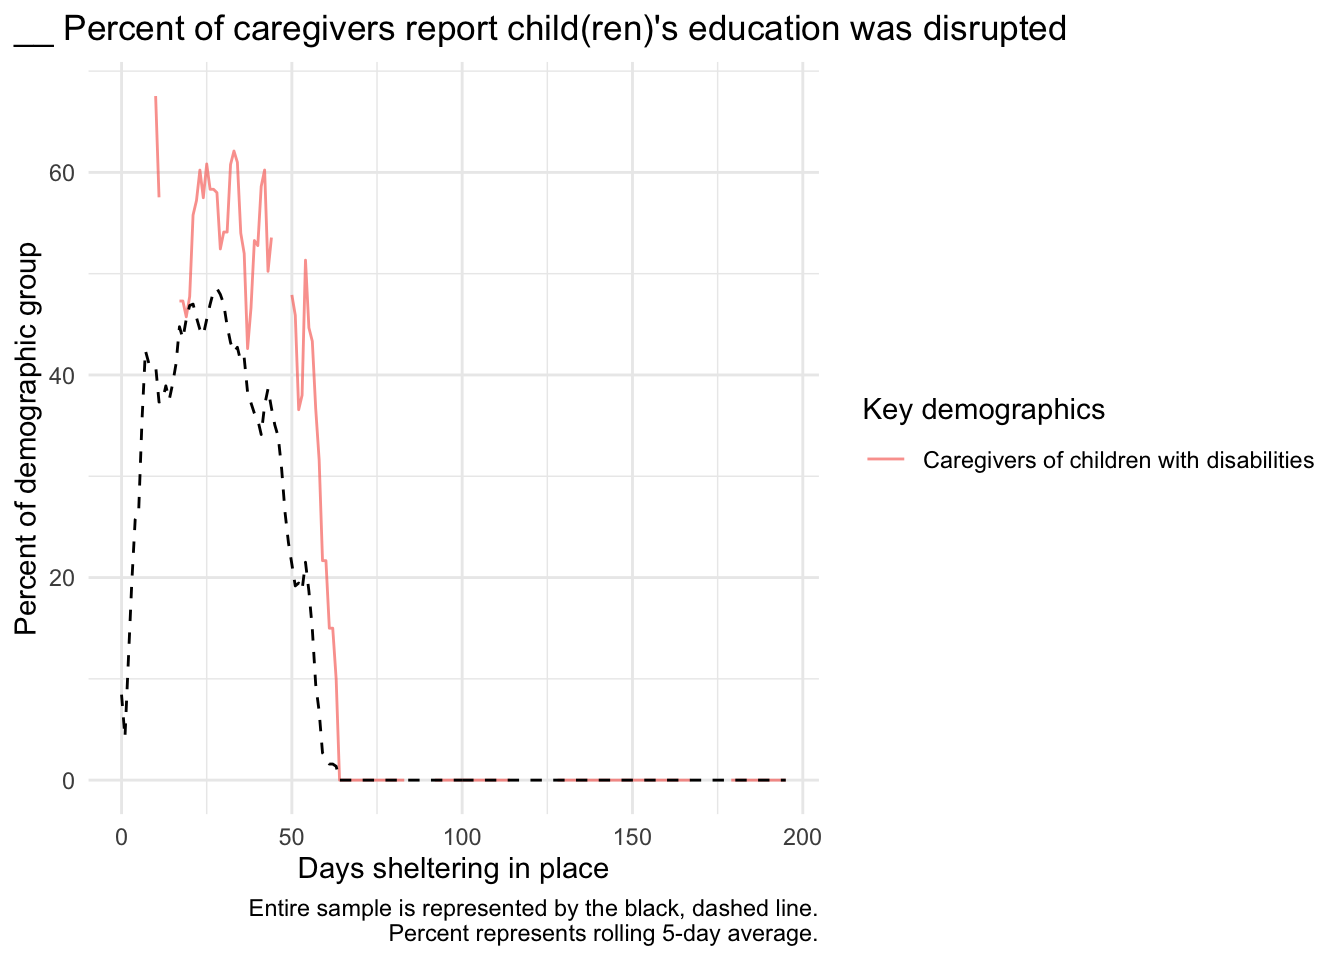 __ Percent of caregivers report child(ren)'s education was disrupted
Percent of demographic group
60
40
20
0
0 50 100 150 200
Days sheltering in place
Key demographics
Caregivers of children with disabilities
Entire sample is represented by the black, dashed line.
Percent represents rolling 5-day average.